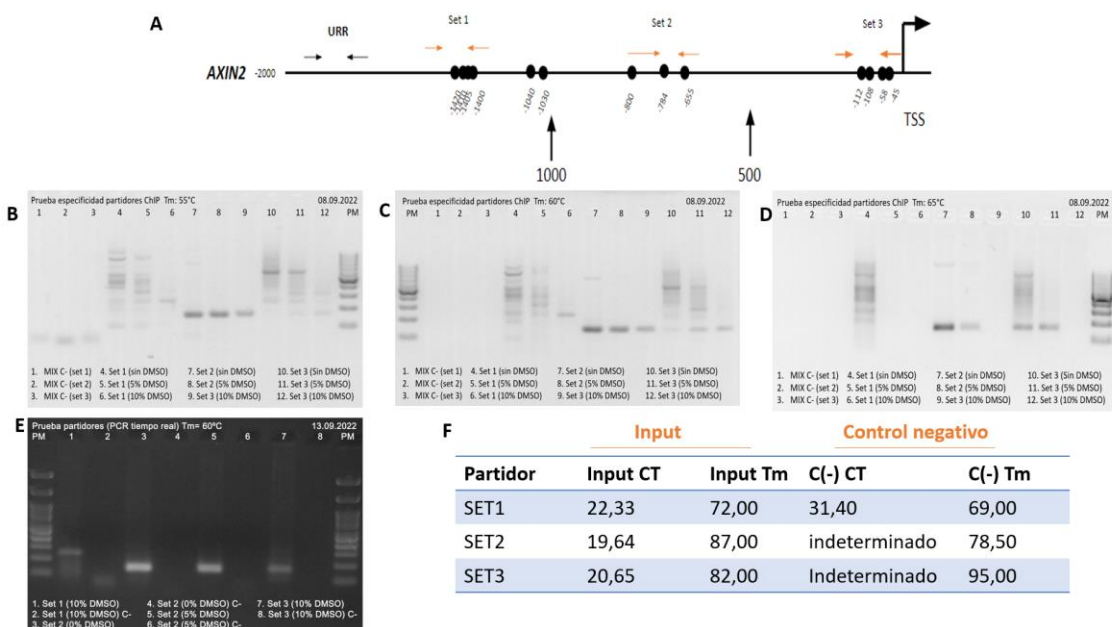 A
URR
Set 1
Set 2
Set 3
AXIN2
-2000
-1420
-1405
-1400
-1040
-1030
-800
-784
-655
-112
-108
-58
-45
TSS
1000
500
B
Prueba especificidad partidores ChIP Tm: 55°C
08.09.2022
1 2 3 4 5 6 7 8 9 10 11 12 PM
1. MIX C- (set 1) 4. Set 1 (sin DMSO) 7. Set 2 (sin DMSO) 10. Set 3 (Sin DMSO)
2. MIX C- (set 2) 5. Set 1 (5% DMSO) 8. Set 2 (5% DMSO) 11. Set 3 (5% DMSO)
3. MIX C- (set 3) 6. Set 1 (10% DMSO) 9. Set 2 (10% DMSO) 12. Set 3 (10% DMSO)
C
Prueba especificidad partidores ChIP Tm: 60°C
08.09.2022
PM 1 2 3 4 5 6 7 8 9 10 11 12
1. MIX C- (set 1) 4. Set 1 (sin DMSO) 7. Set 2 (sin DMSO) 10. Set 3 (Sin DMSO)
2. MIX C- (set 2) 5. Set 1 (5% DMSO) 8. Set 2 (5% DMSO) 11. Set 3 (5% DMSO)
3. MIX C- (set 3) 6. Set 1 (10% DMSO) 9. Set 2 (10% DMSO) 12. Set 3 (10% DMSO)
D
Prueba especificidad partidores ChIP Tm: 65°C
08.09.2022
1 2 3 4 5 6 7 8 9 10 11 12 PM
1. MIX C- (set 1) 4. Set 1 (sin DMSO) 7. Set 2 (sin DMSO) 10. Set 3 (Sin DMSO)
2. MIX C- (set 2) 5. Set 1 (5% DMSO) 8. Set 2 (5% DMSO) 11. Set 3 (5% DMSO)
3. MIX C- (set 3) 6. Set 1 (10% DMSO) 9. Set 2 (10% DMSO) 12. Set 3 (10% DMSO)
E
Prueba partidores (PCR tiempo real) Tm= 60ºC
13.09.2022
PM 1 2 3 4 5 6 7 8 PM
1. Set 1 (10% DMSO) 4. Set 2 (0% DMSO) C- 7. Set 3 (10% DMSO)
2. Set 1 (10% DMSO) C- 5. Set 2 (5% DMSO) 8. Set 3 (10% DMSO) C-
3. Set 2 (0% DMSO) 6. Set 2 (5% DMSO) C-
F
Input Control negativo
Partidor Input CT Input Tm C(-) CT C(-) Tm
SET1 22,33 72,00 31,40 69,00
SET2 19,64 87,00 indeterminado 78,50
SET3 20,65 82,00 Indeterminado 95,00